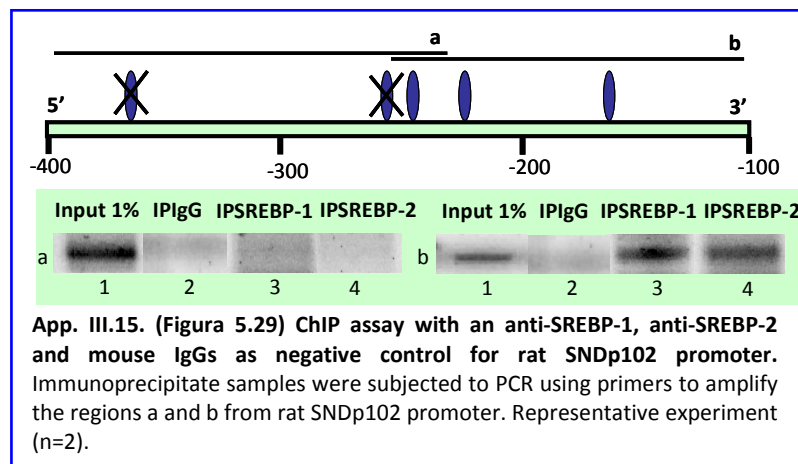 a
b
5’
3’
-400
-300
-200
-100
Input 1% IPIgG IPSREBP-1 IPSREBP-2
Input 1% IPIgG IPSREBP-1 IPSREBP-2
a
b
1 2 3 4
1 2 3 4
App. III.15. (Figura 5.29) ChIP assay with an anti-SREBP-1, anti-SREBP-2
and mouse IgGs as negative control for rat SNDp102 promoter.
Immunoprecipitate samples were subjected to PCR using primers to amplify
the regions a and b from rat SNDp102 promoter. Representative experiment
(n=2).